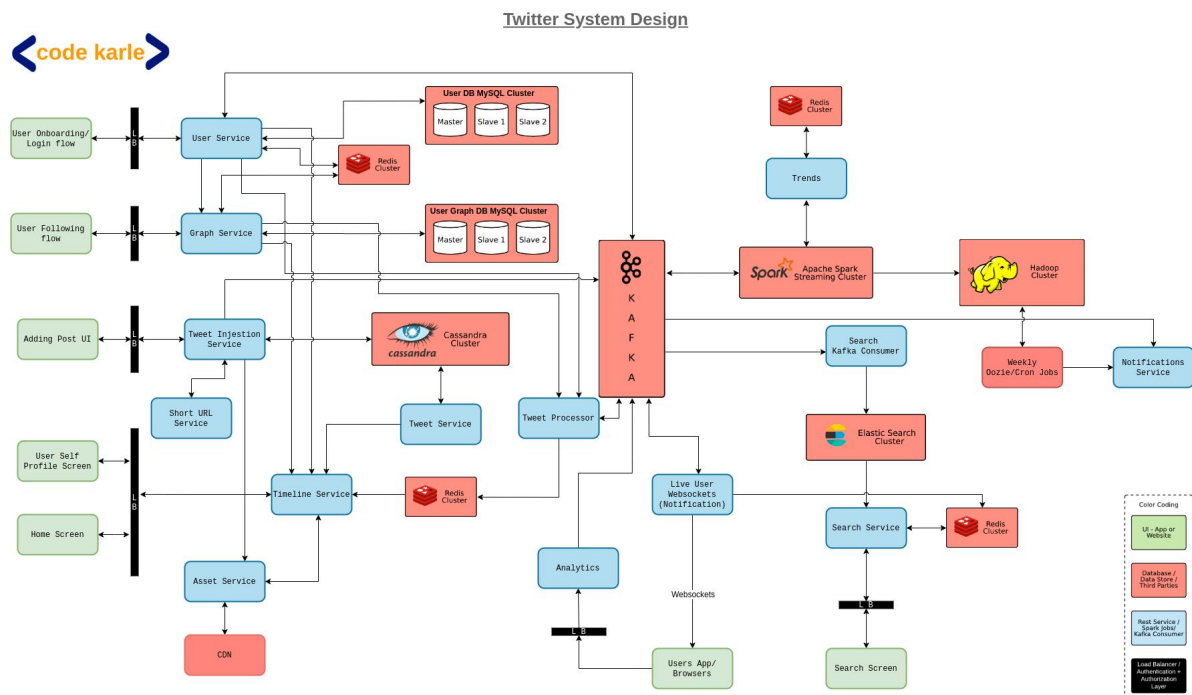 Twitter System Design
code karle
User DB MySQL Cluster
Master
Slave 1
Slave 2
Redis
Cluster
User Onboarding/
Login flow
L
B
User Service
Redis
Cluster
Trends
User Graph DB MySQL Cluster
Master
Slave 1
Slave 2
User Following
flow
L
B
Graph Service
K
A
F
K
A
Spark
Apache Spark
Streaming Cluster
Hadoop
Cluster
Adding Post UI
L
B
Tweet Injestion
Service
cassandra
Cassandra
Cluster
Search
Kafka Consumer
Weekly
Oozie/Cron Jobs
Notifications
Service
Short URL
Service
Tweet Service
Tweet Processor
Elastic Search
Cluster
User Self
Profile Screen
L
B
Timeline Service
Redis
Cluster
Live User
Websockets
(Notification)
Home Screen
Search Service
Redis
Cluster
Asset Service
Analytics
Websockets
L B
L B
CDN
Users App/
Browsers
Search Screen
Color Coding
UI - App or
Website
Database /
Data Store /
Third Parties
Rest Service /
Spark Jobs/
Kafka Consumer
Load Balancer /
Authentication +
Authorization
Layer